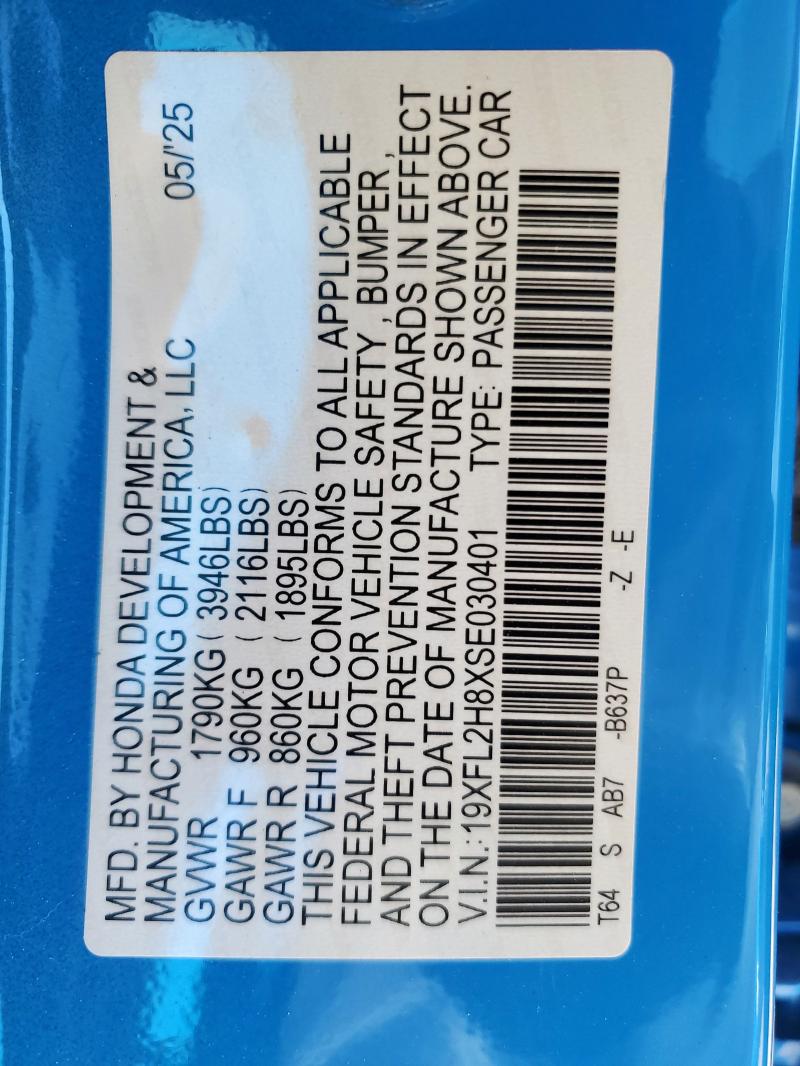 MFD. BY HONDA DEVELOPMENT &
MANUFACTURING OF AMERICA, LLC 05/'25
GVWR 1790KG ( 3946LBS)
GAWR F 960KG ( 2116LBS)
GAWR R 860KG ( 1895LBS)
THIS VEHICLE CONFORMS TO ALL APPLICABLE
FEDERAL MOTOR VEHICLE SAFETY , BUMPER ,
AND THEFT PREVENTION STANDARDS IN EFFECT
ON THE DATE OF MANUFACTURE SHOWN ABOVE.
V.I.N.:19XFL2H8XSE030401 TYPE: PASSENGER CAR
T64 S AB7 -B637P -Z -E